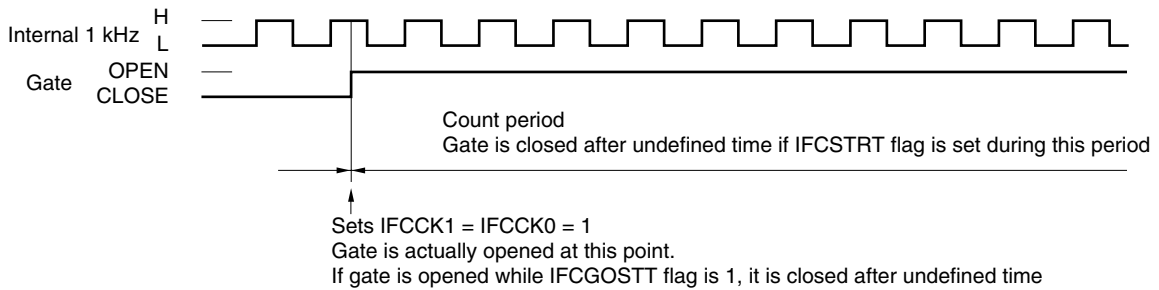 H
Internal 1 kHz
L
OPEN
Gate
CLOSE
Count period
Gate is closed after undefined time if IFCSTRT flag is set during this period
Sets IFCCK1 = IFCCK0 = 1
Gate is actually opened at this point.
If gate is opened while IFCGOSTT flag is 1, it is closed after undefined time